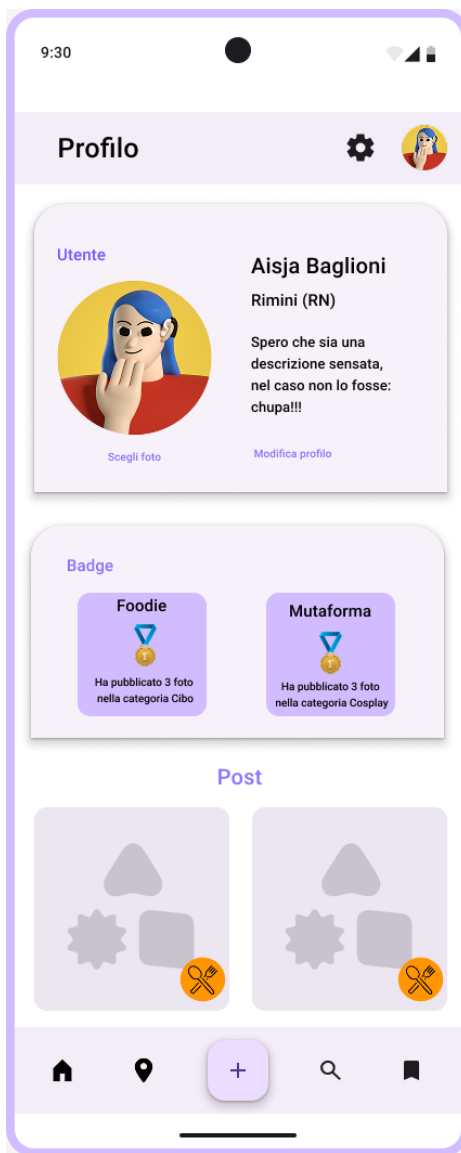 9:30
Profilo
Utente
Aisja Baglioni
Rimini (RN)
Spero che sia una
descrizione sensata,
nel caso non lo fosse:
chupa!!!
Scegli foto
Modifica profilo
Badge
Foodie
1
Ha pubblicato 3 foto
nella categoria Cibo
Mutaforma
1
Ha pubblicato 3 foto
nella categoria Cosplay
Post